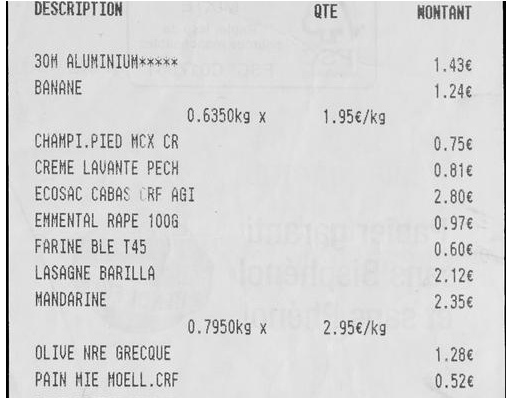 DESCRIPTION QTE MONTANT
30M ALUMINIUM***** 1.43€
BANANE 1.24€
0.6350kg x 1.95€/kg
CHAMPI.PIED MCX CR 0.75€
CREME LAVANTE PECH 0.81€
ECOSAC CABAS CRF AGI 2.80€
EMMENTAL RAPE 100G 0.97€
FARINE BLE T45 0.60€
LASAGNE BARILLA 2.12€
MANDARINE 2.35€
0.7950kg x 2.95€/kg
OLIVE NRE GRECQUE 1.28€
PAIN MIE MOELL.CRF 0.52€